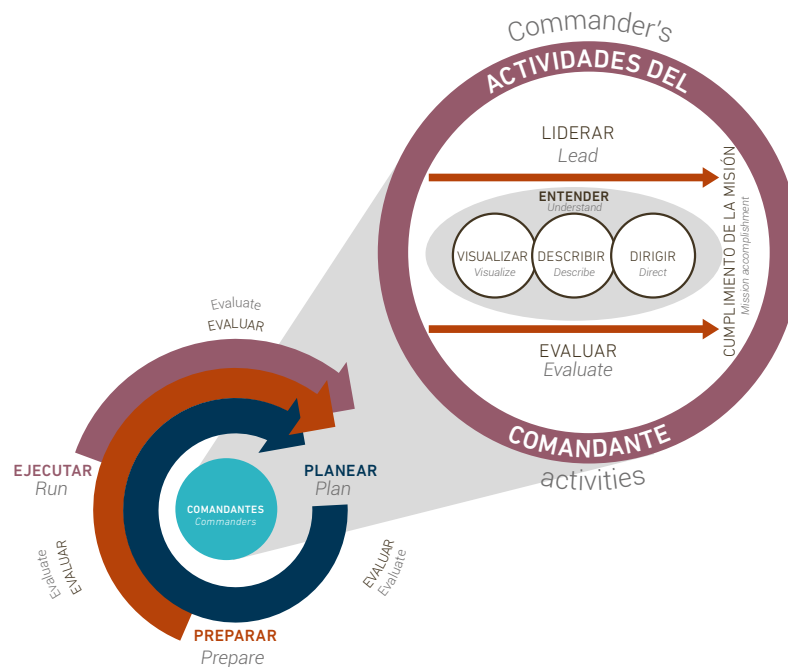 Commander's
ACTIVIDADES DEL
LIDERAR
Lead
ENTENDER
Understand
VISUALIZAR
Visualize
DESCRIBIR
Describe
DIRIGIR
Direct
CUMPLIMIENTO DE LA MISIÓN
Mission accomplishment
EVALUAR
Evaluate
COMANDANTE
activities
Evaluate
EVALUAR
EJECUTAR
Run
PLANEAR
Plan
COMANDANTES
Commanders
EVALUAR
Evaluate
EVALUAR
Evaluate
PREPARAR
Prepare